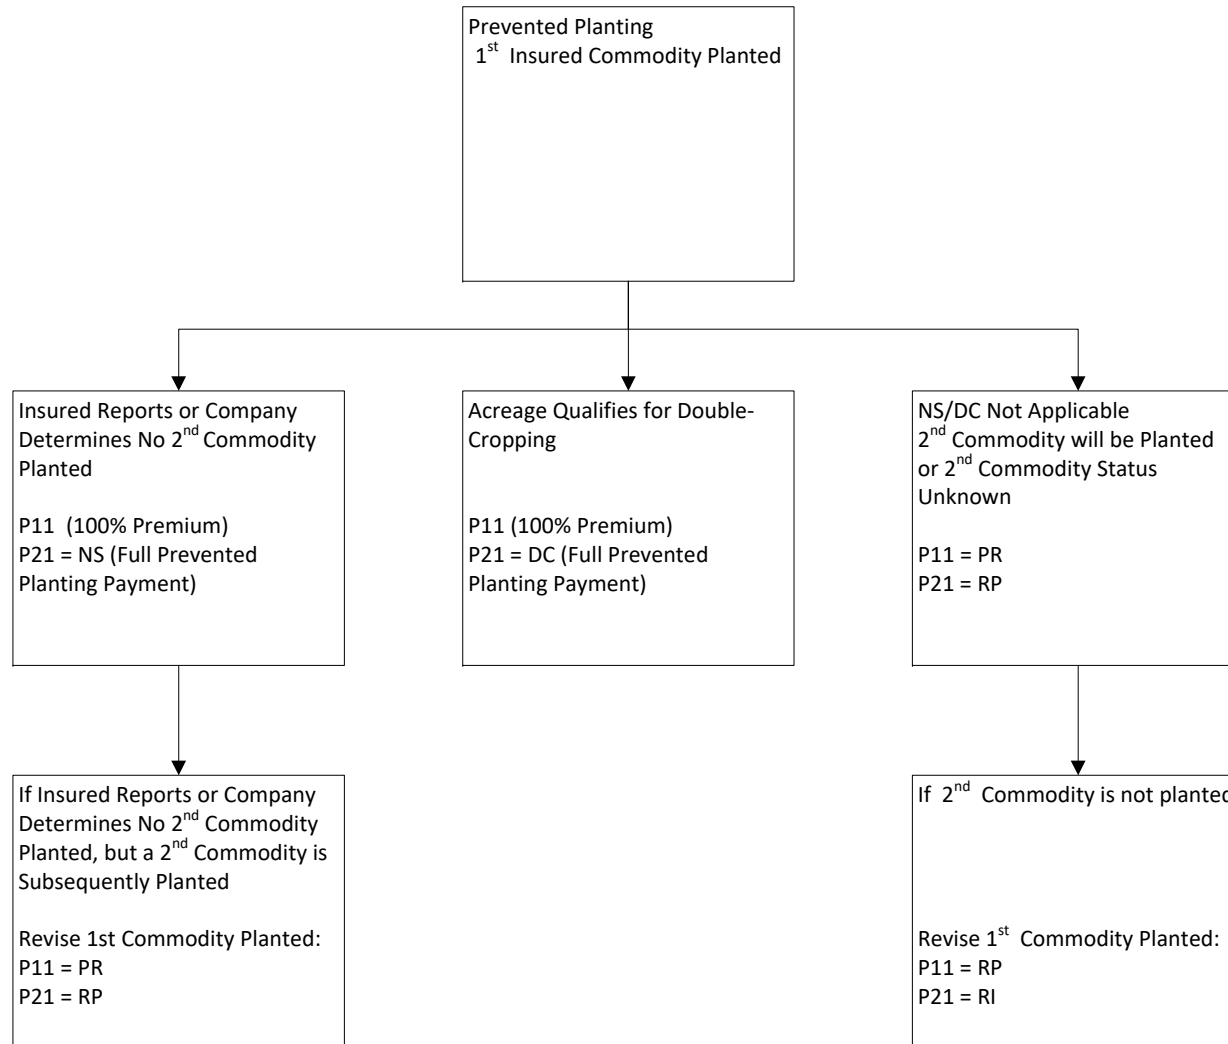 Prevented Planting
1st Insured Commodity Planted
Insured Reports or Company
Determines No 2nd Commodity
Planted
P11 (100% Premium)
P21 = NS (Full Prevented
Planting Payment)
Acreage Qualifies for Double-
Cropping
P11 (100% Premium)
P21 = DC (Full Prevented
Planting Payment)
NS/DC Not Applicable
2nd Commodity will be Planted
or 2nd Commodity Status
Unknown
P11 = PR
P21 = RP
If Insured Reports or Company
Determines No 2nd Commodity
Planted, but a 2nd Commodity is
Subsequently Planted
Revise 1st Commodity Planted:
P11 = PR
P21 = RP
If 2nd Commodity is not planted
Revise 1st Commodity Planted:
P11 = RP
P21 = RI